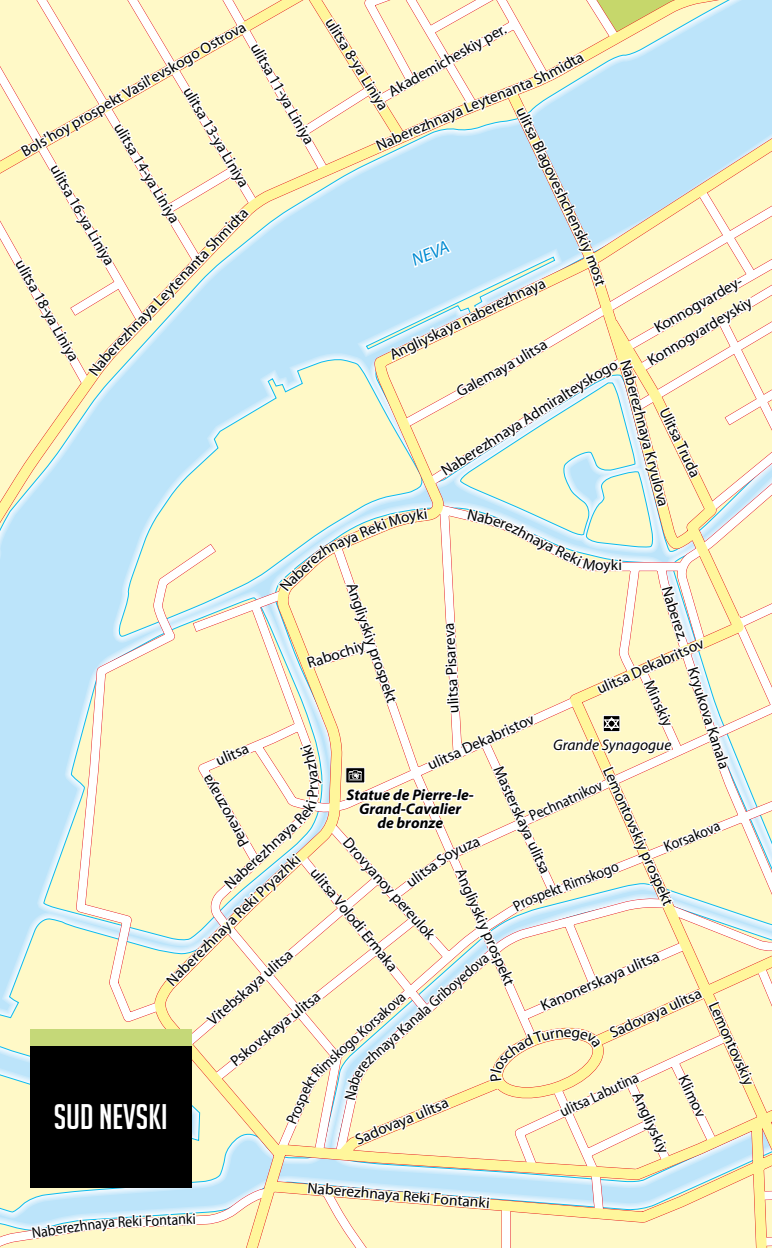 Bols'hoy prospekt Vasil'evskogo Ostrova
ulitsa 8-ya Liniya
Akademicheskiy per.
ulitsa 11-ya Liniya
Naberezhnaya Leytenanta Shmidta
ulitsa 13-ya Liniya
ulitsa 14-ya Liniya
ulitsa 16-ya Liniya
ulitsa 18-ya Liniya
Naberezhnaya Leytenanta Shmidta
ulitsa Blagoveshchenskiy most
NEVA
Angliyskaya naberezhnaya
Konnogvardey-
Konnogvardeyskiy
Galernaya ulitsa
Naberezhnaya Admiralteyskogo
Naberezhnaya Kryulova
Ulitsa Truda
Naberezhnaya Reki Moyki
Naberezhnaya Reki Moyki
Angliyskiy prospekt
Rabochiy
ulitsa Pisareva
Naberez.
Kryukova Kanala
ulitsa Dekabritsov
Minskiy
Grande Synagogue
ulitsa Dekabristov
ulitsa
Perevoznaya
Naberezhnaya Reki Pryazhki
Statue de Pierre-le-
Grand-Cavalier
de bronze
Masterskaya ulitsa
Pechnatnikov
Lemontovskiy prospekt
Korsakova
Prospekt Rimskogo
Drovyanoy pereulok
ulitsa Soyuza
Angliyskiy prospekt
ulitsa Volodi Ermaka
Naberezhnaya Reki Pryazhki
Vitebskaya ulitsa
Pskovskaya ulitsa
Prospekt Rimskogo Korsakova
Naberezhnaya Kanala Griboyedova
Kanonerskaya ulitsa
Sadovaya ulitsa
Ploschad Turnegeva
Lemontovskiy
ulitsa Labutina
Klimov
Angliyskiy
Sadovaya ulitsa
SUD NEVSKI
Naberezhnaya Reki Fontanki
Naberezhnaya Reki Fontanki